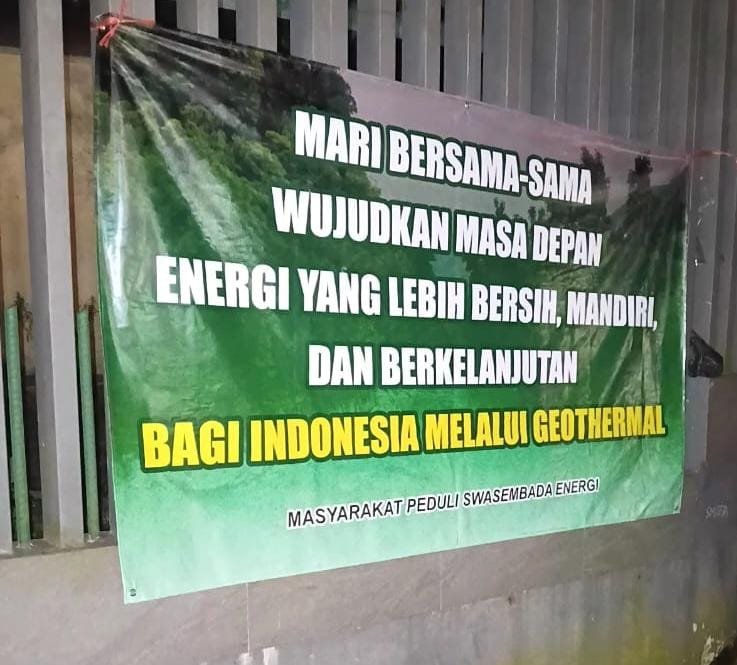 MARI BERSAMA-SAMA
WUJUDKAN MASA DEPAN
ENERGI YANG LEBIH BERSIH, MANDIRI,
DAN BERKELANJUTAN
BAGI INDONESIA MELALUI GEOTHERMAL
MASYARAKAT PEDULI SWASEMBADA ENERGI